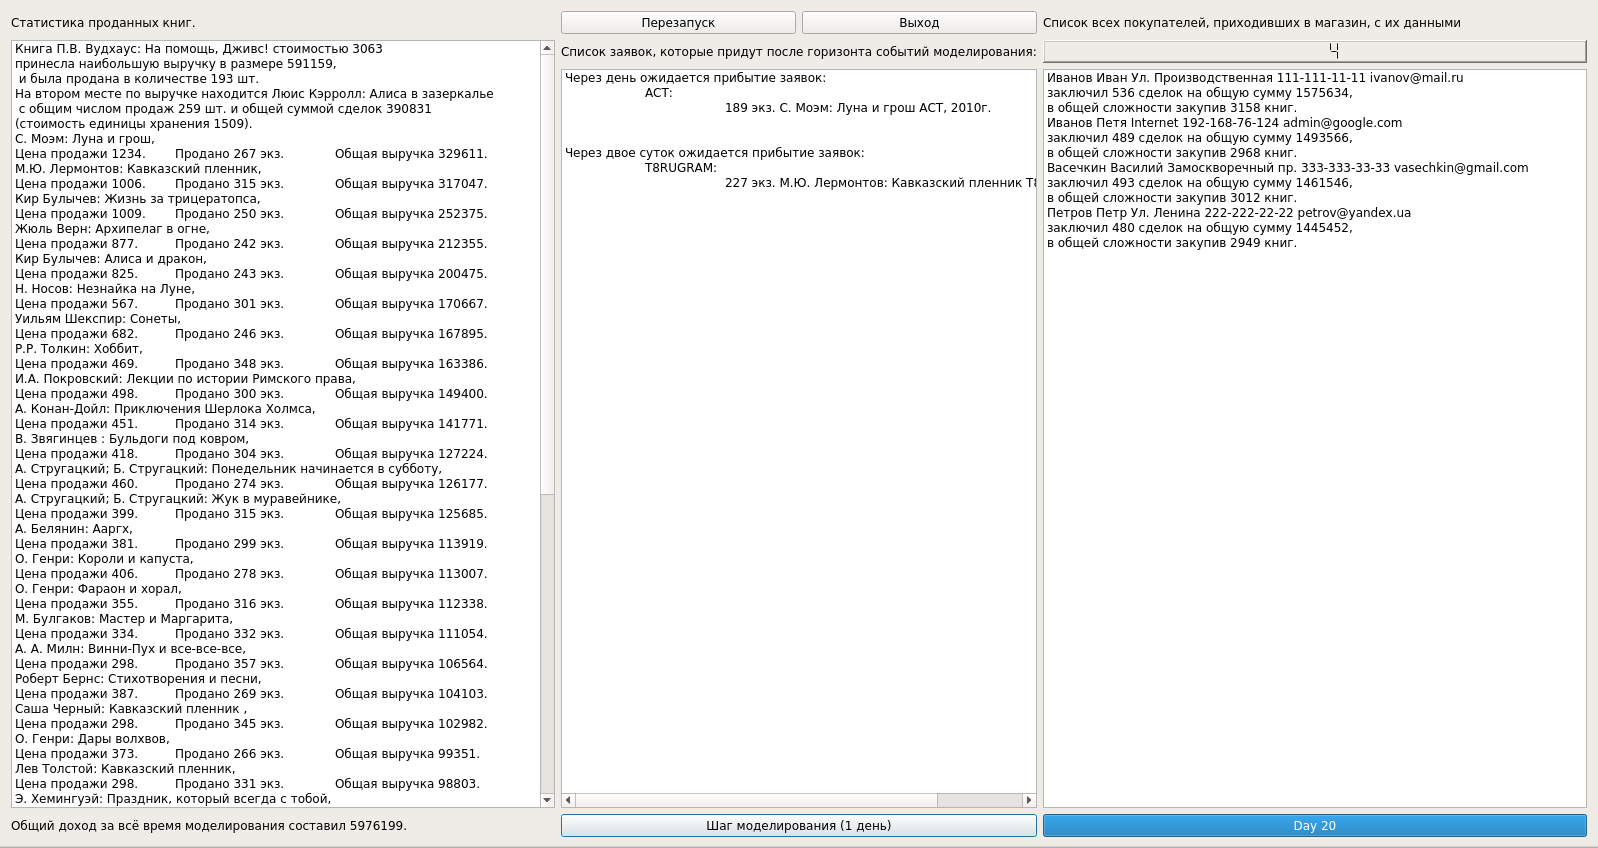 Статистика проданных книг.
Книга П.В. Вудхаус: На помощь, Дживс! стоимостью 3063
принесла наибольшую выручку в размере 591159,
и была продана в количестве 193 шт.
На втором месте по выручке находится Люис Кэрролл: Алиса в зазеркалье
с общим числом продаж 259 шт. и общей суммой сделок 390831
(стоимость единицы хранения 1509).
С. Моэм: Луна и грош,
Цена продажи 1234. Продано 267 экз. Общая выручка 329611.
М.Ю. Лермонтов: Кавказский пленник,
Цена продажи 1006. Продано 315 экз. Общая выручка 317047.
Кир Булычев: Жизнь за трицератопса,
Цена продажи 1009. Продано 250 экз. Общая выручка 252375.
Жюль Верн: Архипелаг в огне,
Цена продажи 877. Продано 242 экз. Общая выручка 212355.
Кир Булычев: Алиса и дракон,
Цена продажи 825. Продано 243 экз. Общая выручка 200475.
Н. Носов: Незнайка на Луне,
Цена продажи 567. Продано 301 экз. Общая выручка 170667.
Уильям Шекспир: Сонеты,
Цена продажи 682. Продано 246 экз. Общая выручка 167895.
Р.Р. Толкин: Хоббит,
Цена продажи 469. Продано 348 экз. Общая выручка 163386.
И.А. Покровский: Лекции по истории Римского права,
Цена продажи 498. Продано 300 экз. Общая выручка 149400.
А. Конан-Дойл: Приключения Шерлока Холмса,
Цена продажи 451. Продано 314 экз. Общая выручка 141771.
В. Звягинцев : Бульдоги под ковром,
Цена продажи 418. Продано 304 экз. Общая выручка 127224.
А. Стругацкий; Б. Стругацкий: Понедельник начинается в субботу,
Цена продажи 460. Продано 274 экз. Общая выручка 126177.
А. Стругацкий; Б. Стругацкий: Жук в муравейнике,
Цена продажи 399. Продано 315 экз. Общая выручка 125685.
А. Белянин: Ааргх,
Цена продажи 381. Продано 299 экз. Общая выручка 113919.
О. Генри: Короли и капуста,
Цена продажи 406. Продано 278 экз. Общая выручка 113007.
О. Генри: Фараон и хорал,
Цена продажи 355. Продано 316 экз. Общая выручка 112338.
М. Булгаков: Мастер и Маргарита,
Цена продажи 334. Продано 332 экз. Общая выручка 111054.
А. А. Милн: Винни-Пух и все-все-все,
Цена продажи 298. Продано 357 экз. Общая выручка 106564.
Роберт Бернс: Стихотворения и песни,
Цена продажи 387. Продано 269 экз. Общая выручка 104103.
Саша Черный: Кавказский пленник ,
Цена продажи 298. Продано 345 экз. Общая выручка 102982.
О. Генри: Дары волхвов,
Цена продажи 373. Продано 266 экз. Общая выручка 99351.
Лев Толстой: Кавказский пленник,
Цена продажи 298. Продано 331 экз. Общая выручка 98803.
Э. Хемингуэй: Праздник, который всегда с тобой,
Общий доход за всё время моделирования составил 5976199.
Перезапуск
Выход
Список заявок, которые придут после горизонта событий моделирования:
Через день ожидается прибытие заявок:
АСТ:
189 экз. С. Моэм: Луна и грош АСТ, 2010г.
Через двое суток ожидается прибытие заявок:
T8RUGRAM:
227 экз. М.Ю. Лермонтов: Кавказский пленник T8
Шаг моделирования (1 день)
Список всех покупателей, приходивших в магазин, с их данными
Иванов Иван Ул. Производственная 111-111-11-11 ivanov@mail.ru
заключил 536 сделок на общую сумму 1575634,
в общей сложности закупив 3158 книг.
Иванов Петя Internet 192-168-76-124 admin@google.com
заключил 489 сделок на общую сумму 1493566,
в общей сложности закупив 2968 книг.
Васечкин Василий Замоскворечный пр. 333-333-33-33 vasechkin@gmail.com
заключил 493 сделок на общую сумму 1461546,
в общей сложности закупив 3012 книг.
Петров Петр Ул. Ленина 222-222-22-22 petrov@yandex.ua
заключил 480 сделок на общую сумму 1445452,
в общей сложности закупив 2949 книг.
Day 20